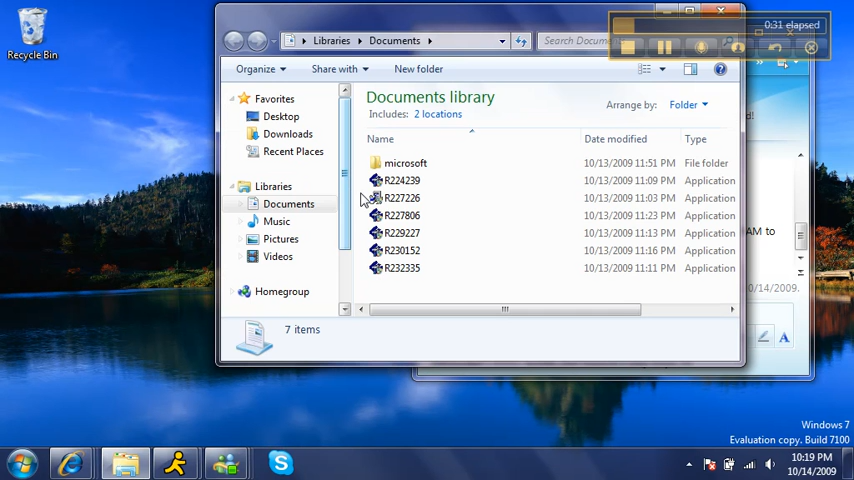 0:31 elapsed
Recycle Bin
Libraries Documents
Search Docum
Organize Share with New folder
Favorites
Desktop
Downloads
Recent Places
Libraries
Documents
Music
Pictures
Videos
Homegroup
Documents library
Includes: 2 locations
Arrange by: Folder
Name Date modified Type
microsoft 10/13/2009 11:51 PM File folder
R224239 10/13/2009 11:09 PM Application
R227226 10/13/2009 11:03 PM Application
R227806 10/13/2009 11:23 PM Application
R229227 10/13/2009 11:13 PM Application
R230152 10/13/2009 11:16 PM Application
R232335 10/13/2009 11:11 PM Application
7 items
d!
AM to
10/14/2009.
A
Windows 7
Evaluation copy. Build 7100
10:19 PM
10/14/2009